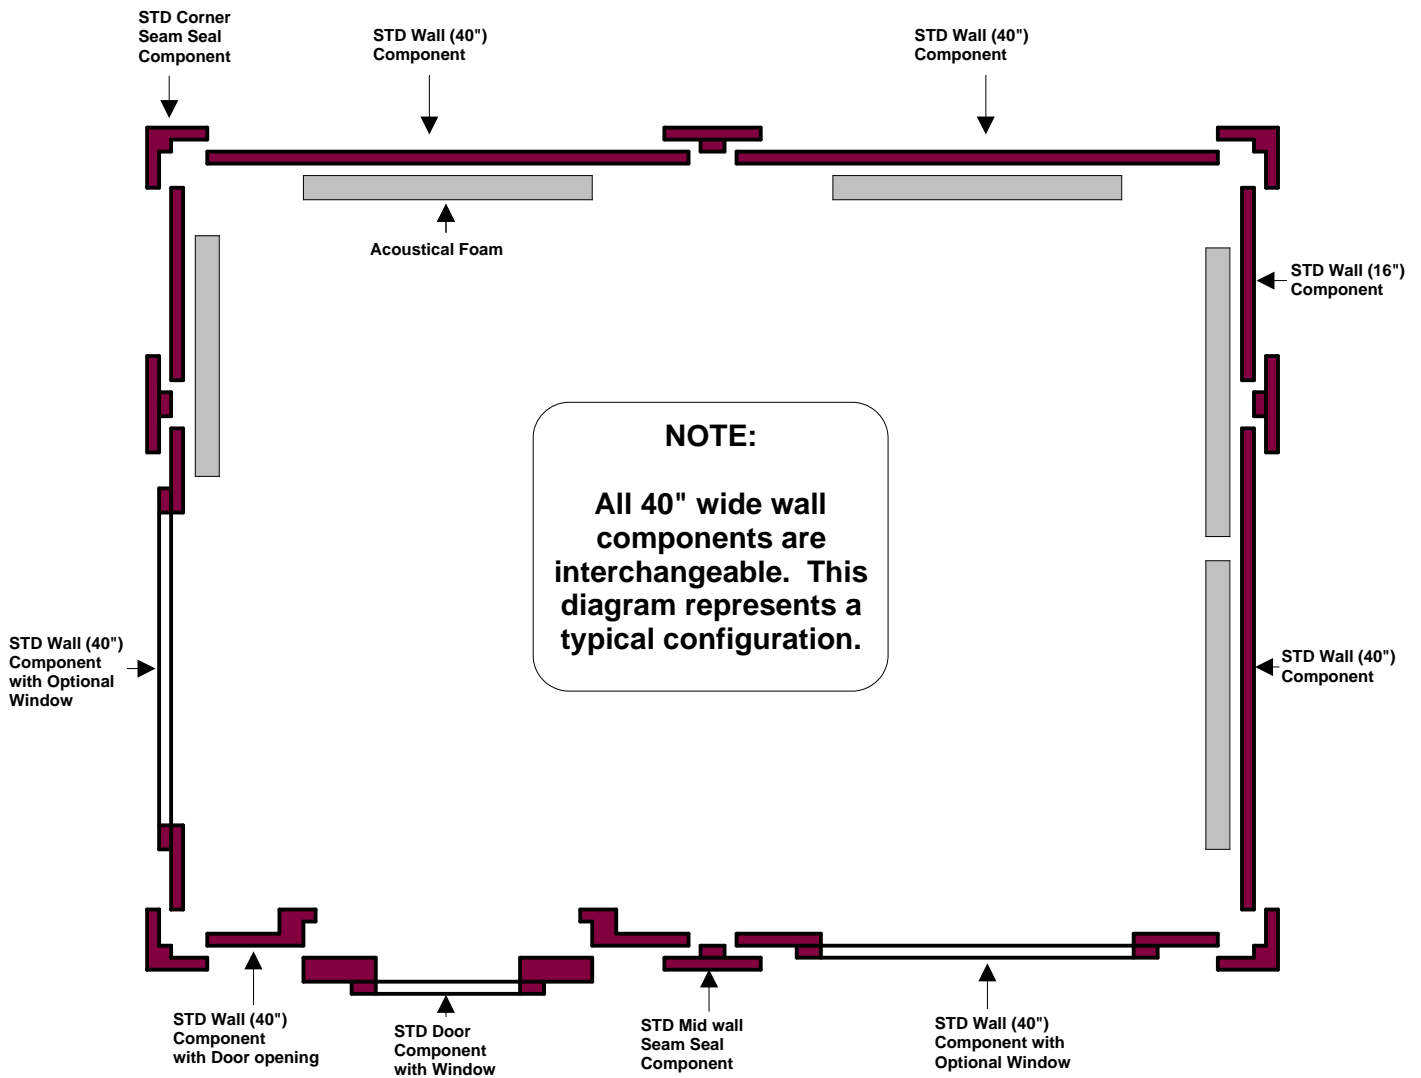 STD Corner
Seam Seal
Component
STD Wall (40")
Component
STD Wall (40")
Component
Acoustical Foam
STD Wall (16")
Component
NOTE:
All 40" wide wall
components are
interchangeable.  This
diagram represents a
typical configuration.
STD Wall (40")
Component
with Optional
Window
STD Wall (40")
Component
STD Wall (40")
Component
with Door opening
STD Door
Component
with Window
STD Mid wall
Seam Seal
Component
STD Wall (40")
Component with
Optional Window